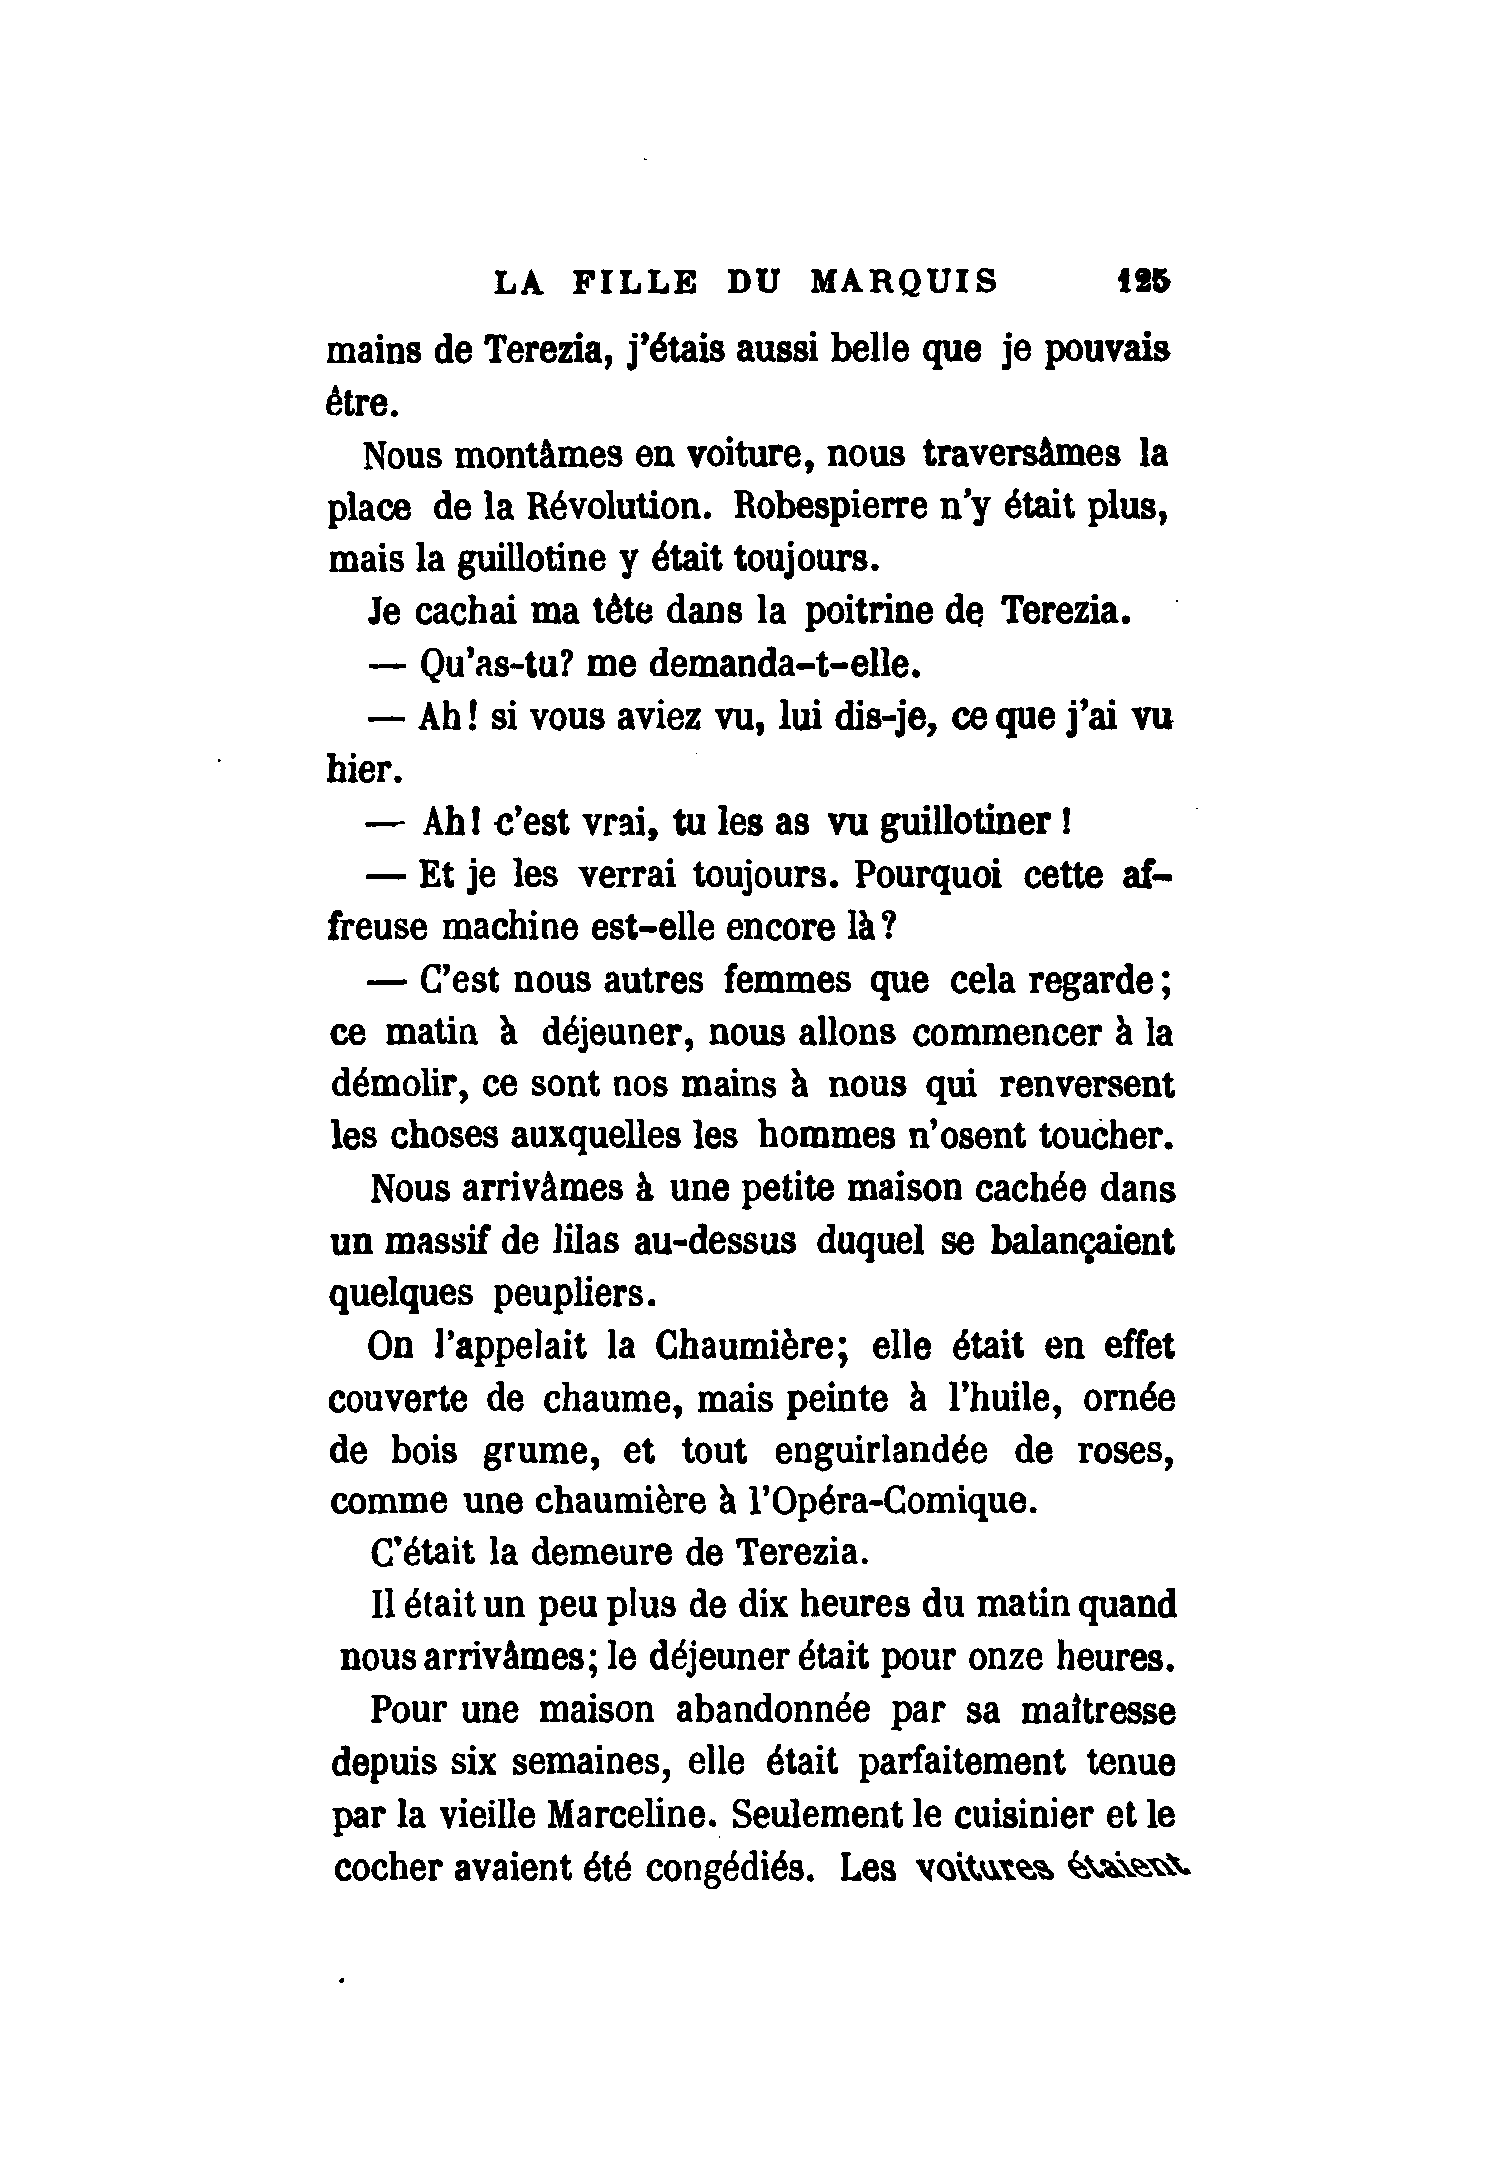 LA FILLE DU MARQUIS 125
mains de Terezia, j'étais aussi belle que je pouvais
être.
Nous montâmes en voiture, nous traversâmes la
place de la Révolution. Robespierre n'y était plus,
mais la guillotine y était toujours.
Je cachai ma tête dans la poitrine de Terezia.
— Qu'as-tu? me demanda-t-elle.
— Ah! si vous aviez vu, lui dis-je, ce que j'ai vu
hier.
— Ah! c'est vrai, tu les as vu guillotiner!
— Et je les verrai toujours. Pourquoi cette af-
freuse machine est-elle encore là?
— C'est nous autres femmes que cela regarde;
ce matin à déjeuner, nous allons commencer à la
démolir, ce sont nos mains à nous qui renversent
les choses auxquelles les hommes n'osent toucher.
Nous arrivâmes à une petite maison cachée dans
un massif de lilas au-dessus duquel se balançaient
quelques peupliers.
On l'appelait la Chaumière; elle était en effet
couverte de chaume, mais peinte à l'huile, ornée
de bois grume, et tout enguirlandée de roses,
comme une chaumière à l'Opéra-Comique.
C'était la demeure de Terezia.
Il était un peu plus de dix heures du matin quand
nous arrivâmes; le déjeuner était pour onze heures.
Pour une maison abandonnée par sa maîtresse
depuis six semaines, elle était parfaitement tenue
par la vieille Marceline. Seulement le cuisinier et le
cocher avaient été congédiés. Les voitures étaient